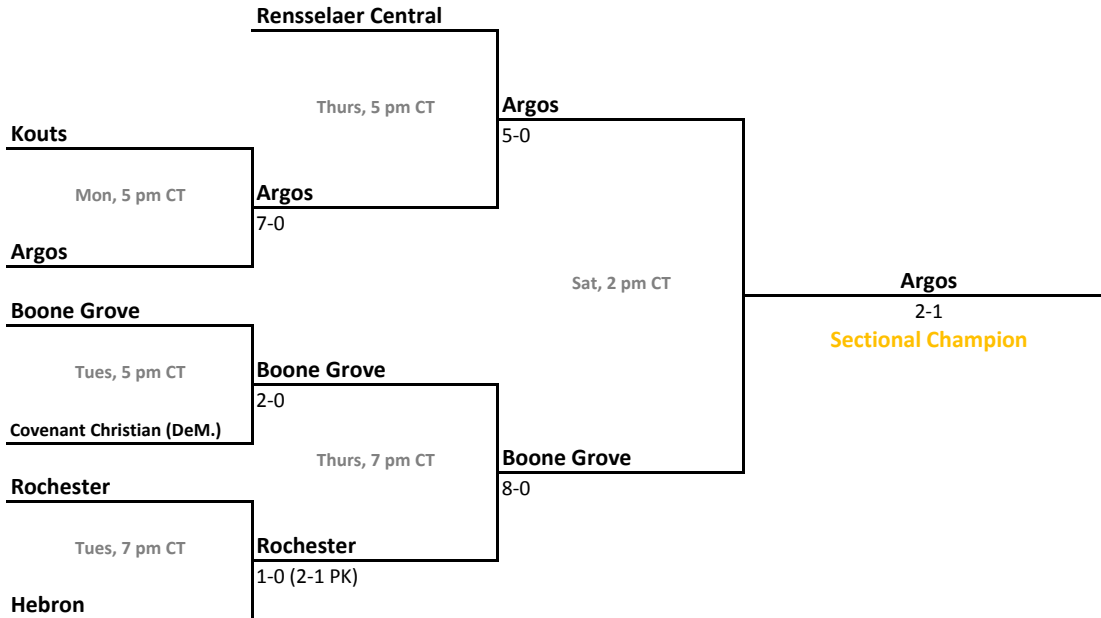 Rensselaer Central
Thurs, 5 pm CT
Argos
5-0
Kouts
Mon, 5 pm CT
Argos
7-0
Argos
Sat, 2 pm CT
Argos
2-1
Sectional Champion
Boone Grove
Tues, 5 pm CT
Boone Grove
2-0
Covenant Christian (DeM.)
Thurs, 7 pm CT
Boone Grove
8-0
Rochester
Tues, 7 pm CT
Rochester
1-0 (2-1 PK)
Hebron